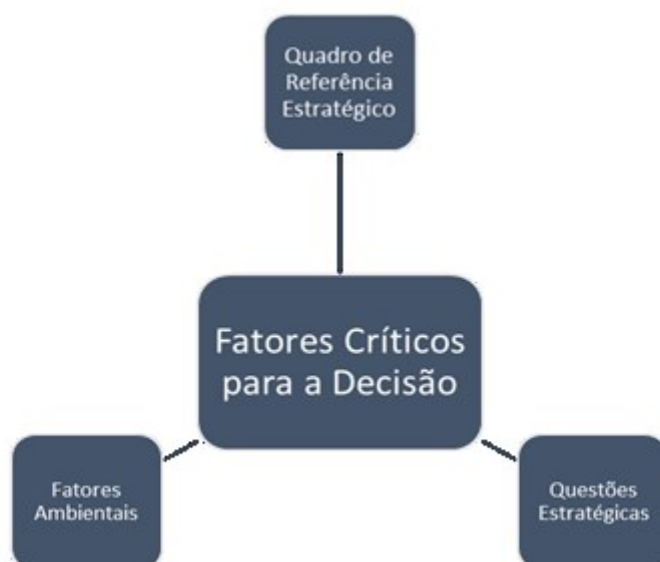 Quadro de
Referência
Estratégico
Fatores Críticos
para a Decisão
Fatores
Ambientais
Questões
Estratégicas